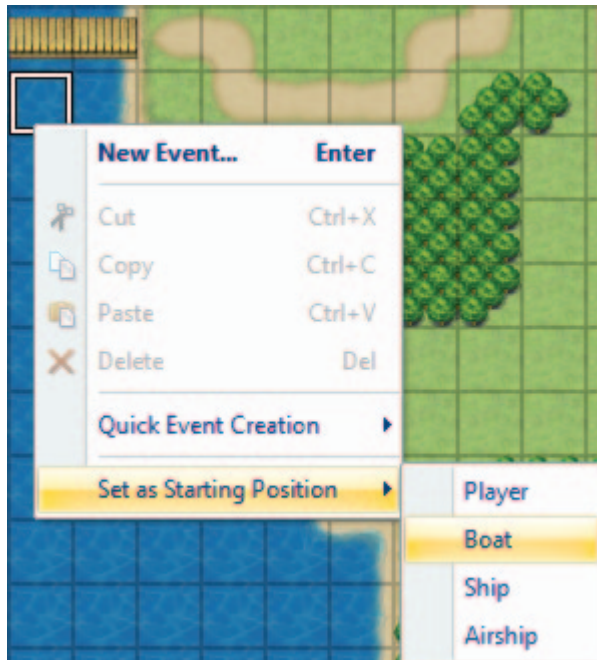 New Event... Enter
Cut Ctrl+X
Copy Ctrl+C
Paste Ctrl+V
Delete Del
Quick Event Creation
Set as Starting Position
Player
Boat
Ship
Airship